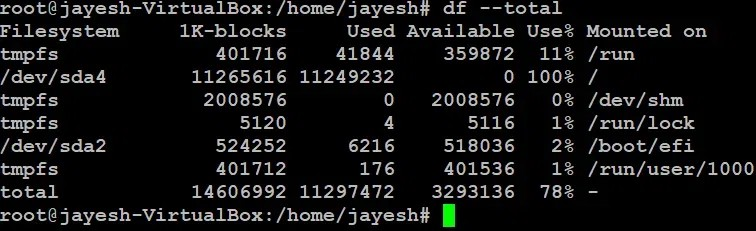 root@jayesh-VirtualBox:/home/jayesh# df --total
Filesystem     1K-blocks     Used Available Use% Mounted on
tmpfs             401716    41844    359872  11% /run
/dev/sda4       11265616 11249232         0 100% /
tmpfs            2008576        0   2008576   0% /dev/shm
tmpfs               5120        4      5116   1% /run/lock
/dev/sda2         524252     6216    518036   2% /boot/efi
tmpfs             401712      176    401536   1% /run/user/1000
total           14606992 11297472   3293136  78% -
root@jayesh-VirtualBox:/home/jayesh#